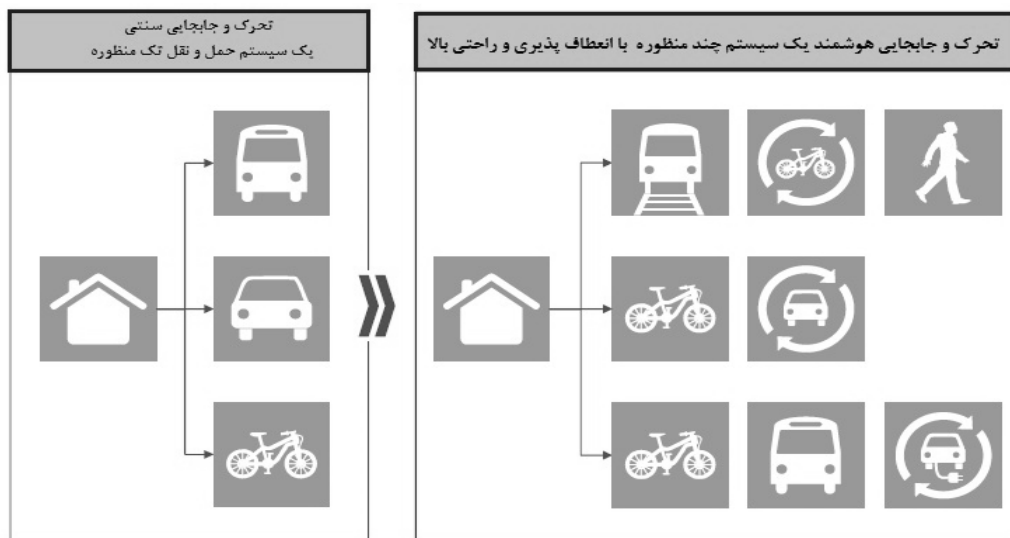 تحرک و جابجایی سنتی
یک سیستم حمل و نقل تک منظوره
تحرک و جابجایی هوشمند یک سیستم چند منظوره با انعطاف پذیری و راحتی بالا